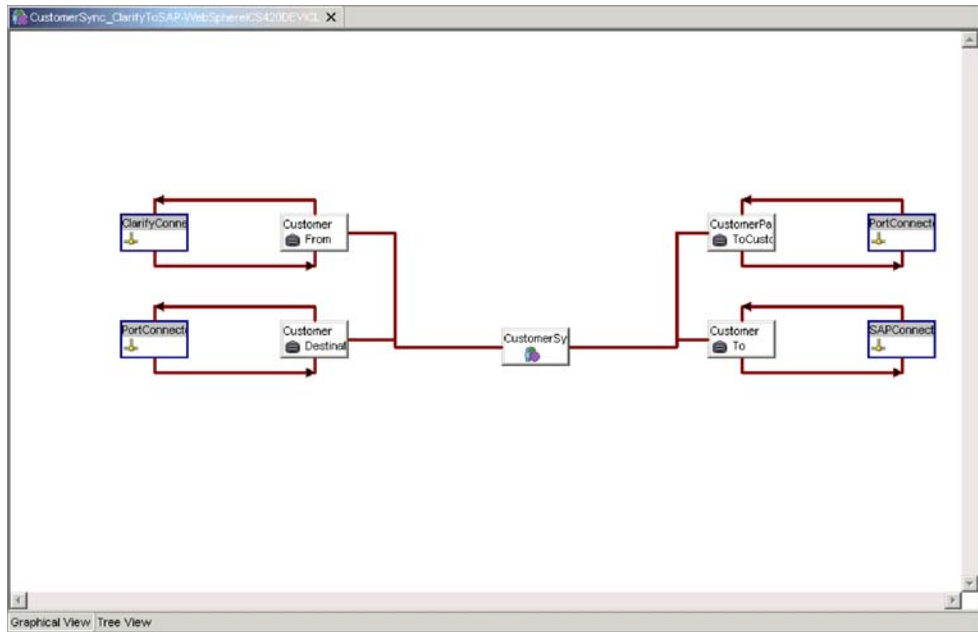 CustomerSync_ClarifyToSAP-WebSphereICS420DEVICL X
ClarifyConne
Customer
From
CustomerPa
ToCusto
PortConnecto
PortConnecto
Customer
Destinat
CustomerSy
Customer
To
SAPConnect
Graphical View Tree View